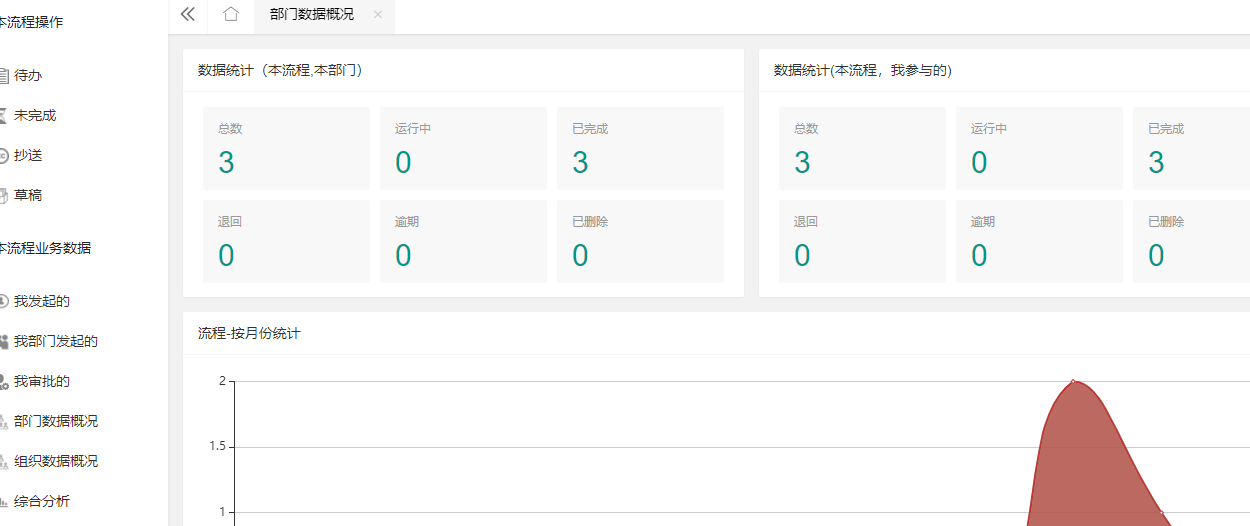 本流程操作
待办
未完成
抄送
草稿
本流程业务数据
我发起的
我部门发起的
我审批的
部门数据概况
组织数据概况
综合分析
部门数据概况
数据统计（本流程,本部门）
总数
运行中
已完成
3
0
3
退回
逾期
已删除
0
0
0
数据统计(本流程，我参与的)
总数
运行中
已完成
3
0
3
退回
逾期
已删除
0
0
0
流程-按月份统计
2
1.5
1